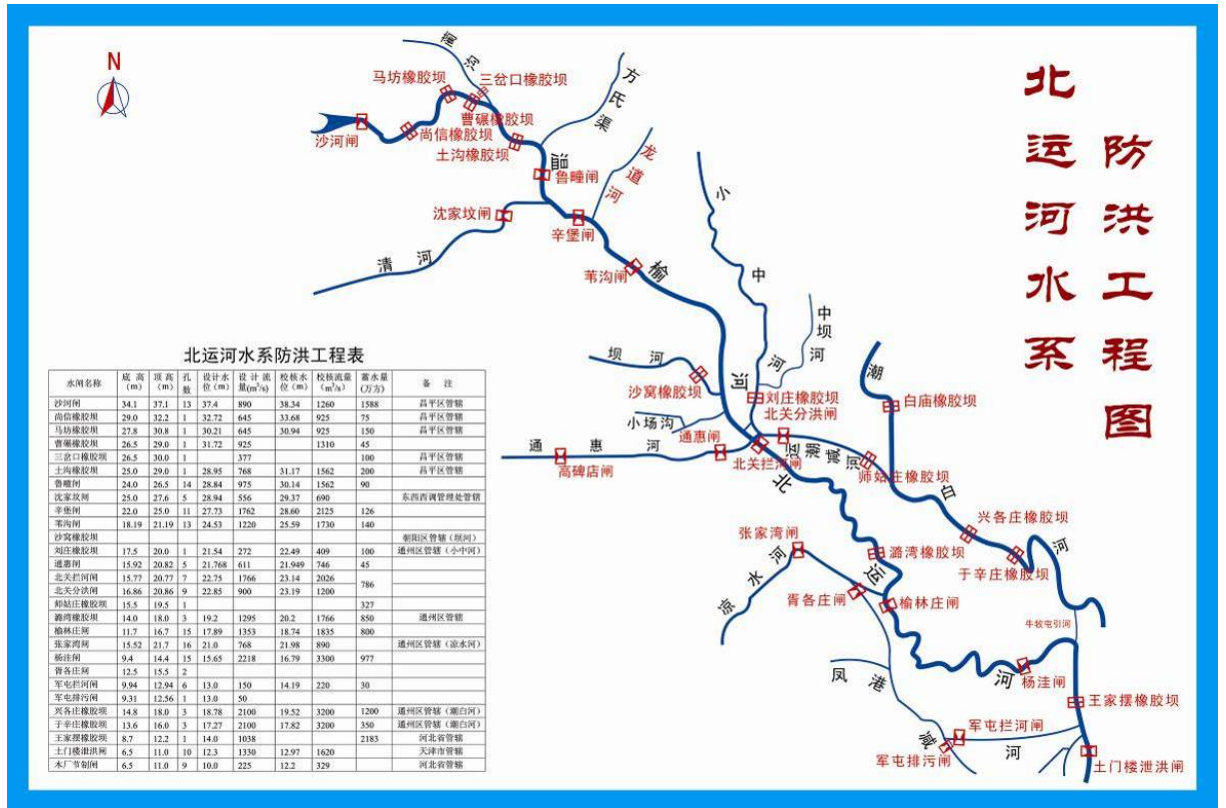 北运河水系
防洪工程图
N
温
榆
河
北
运
河
温河
方氏渠
龙道河
清河
小中河
中坝河
坝河
小场沟
通惠河
运潮减河
潮白河
凉水河
凤港减河
牛牧屯引河
沙河闸
尚信橡胶坝
马坊橡胶坝
三岔口橡胶坝
曹碾橡胶坝
土沟橡胶坝
鲁疃闸
沈家坟闸
辛堡闸
苇沟闸
沙窝橡胶坝
刘庄橡胶坝
北关分洪闸
通惠闸
高碑店闸
北关拦河闸
白庙橡胶坝
师姑庄橡胶坝
兴各庄橡胶坝
于辛庄橡胶坝
张家湾闸
潞湾橡胶坝
胥各庄闸
榆林庄闸
杨洼闸
王家摆橡胶坝
军屯拦河闸
军屯排污闸
土门楼泄洪闸
北运河水系防洪工程表
水闸名称 底高(m) 顶高(m) 孔数 设计水位(m) 设计流量(m³/s) 校核水位(m) 校核流量(m³/s) 蓄水量(万方) 备注
沙河闸 34.1 37.1 13 37.4 890 38.34 1260 1588 昌平区管辖
尚信橡胶坝 29.0 32.2 1 32.72 645 33.68 925 75 昌平区管辖
马坊橡胶坝 27.8 30.8 1 30.21 645 30.94 925 150 昌平区管辖
曹碾橡胶坝 26.5 29.0 1 31.72 925 1310 45
三岔口橡胶坝 26.5 30.0 1 377 100 昌平区管辖
土沟橡胶坝 25.0 29.0 1 28.95 768 31.17 1562 200 昌平区管辖
鲁疃闸 24.0 26.5 14 28.84 975 30.14 1562 90
沈家坟闸 25.0 27.6 5 28.94 556 29.37 690 东西西调管理处管辖
辛堡闸 22.0 25.0 11 27.73 1762 28.60 2125 126
苇沟闸 18.19 21.19 13 24.53 1220 25.59 1730 140
沙窝橡胶坝 朝阳区管辖（坝河）
刘庄橡胶坝 17.5 20.0 1 21.54 272 22.49 409 100 通州区管辖（小中河）
通惠闸 15.92 20.82 5 21.768 611 21.949 746 45
北关拦河闸 15.77 20.77 7 22.75 1766 23.14 2026 786
北关分洪闸 16.86 20.86 9 22.85 900 23.19 1200
师姑庄橡胶坝 15.5 19.5 1 327
潞湾橡胶坝 14.0 18.0 3 19.2 1295 20.2 1766 850 通州区管辖
榆林庄闸 11.7 16.7 15 17.89 1353 18.74 1835 800
张家湾闸 15.52 21.7 16 21.0 768 21.98 890 通州区管辖（凉水河）
杨洼闸 9.4 14.4 15 15.65 2218 16.79 3300 977
胥各庄闸 12.5 15.5 2
军屯拦河闸 9.94 12.94 6 13.0 150 14.19 220 30
军屯排污闸 9.31 12.56 1 13.0 50
兴各庄橡胶坝 14.8 18.0 3 18.78 2100 19.52 3200 1200 通州区管辖（潮白河）
于辛庄橡胶坝 13.6 16.0 3 17.27 2100 17.82 3200 350 通州区管辖（潮白河）
王家摆橡胶坝 8.7 12.2 1 14.0 1038 2183 河北省管辖
土门楼泄洪闸 6.5 11.0 10 12.3 1330 12.97 1620 天津市管辖
木厂节制闸 6.5 11.0 9 10.0 225 12.2 329 河北省管辖